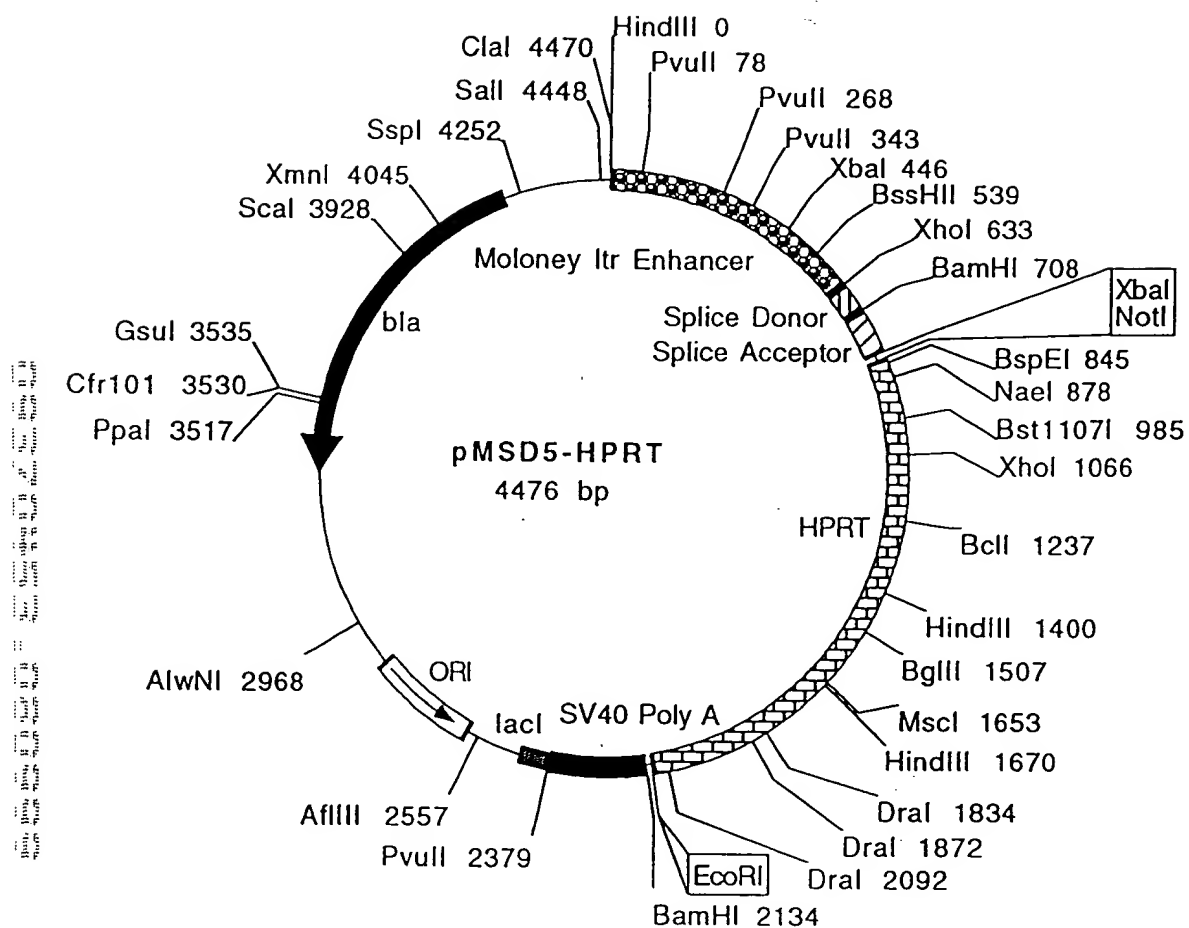 HindIII 0
ClaI 4470
PvuII 78
SalI 4448
PvuII 268
SspI 4252
PvuII 343
XbaI 446
XmnI 4045
BssHII 539
ScaI 3928
XhoI 633
Moloney ltr Enhancer
BamHI 708
XbaI
NotI
bla
Splice Donor
GsuI 3535
Splice Acceptor
BspEI 845
Cfr101 3530
NaeI 878
PpaI 3517
Bst1107I 985
pMSD5-HPRT
XhoI 1066
4476 bp
HPRT
BclI 1237
HindIII 1400
ORI
BglII 1507
AlwNI 2968
lacI
SV40 Poly A
MscI 1653
HindIII 1670
AflIII 2557
DraI 1834
PvuII 2379
DraI 1872
EcoRI
DraI 2092
BamHI 2134